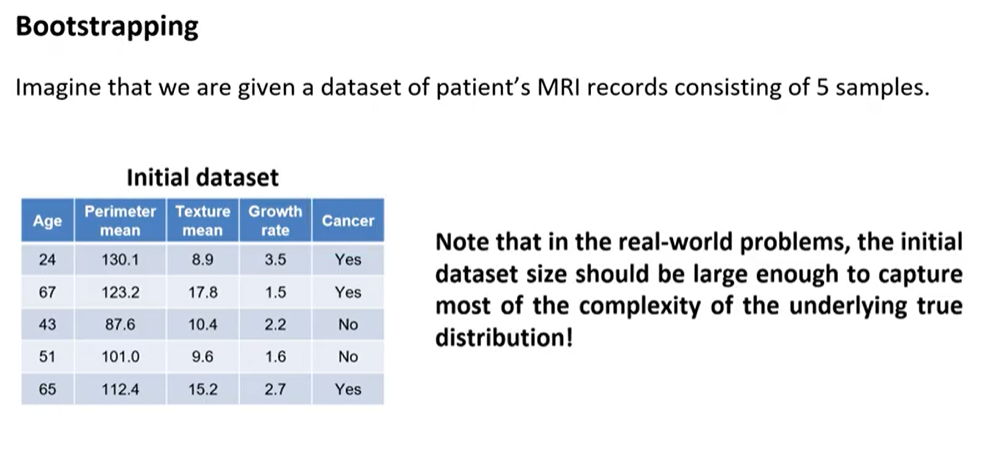 Bootstrapping
Imagine that we are given a dataset of patient's MRI records consisting of 5 samples.
Initial dataset
Age Perimeter mean Texture mean Growth rate Cancer
24 130.1 8.9 3.5 Yes
67 123.2 17.8 1.5 Yes
43 87.6 10.4 2.2 No
51 101.0 9.6 1.6 No
65 112.4 15.2 2.7 Yes
Note that in the real-world problems, the initial
dataset size should be large enough to capture
most of the complexity of the underlying true
distribution!